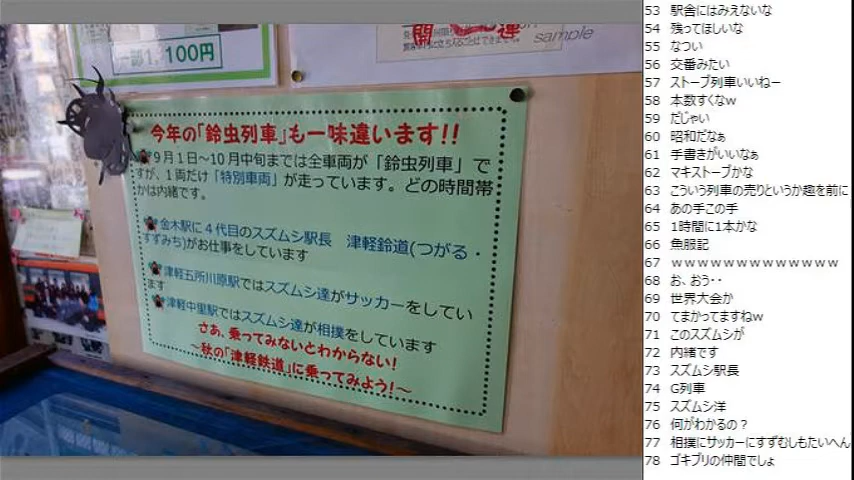 一部1,100円
sample
今年の「鈴虫列車」も一味違います!!
9月1日～10月中旬までは全車両が「鈴虫列車」で
すが、1両だけ「特別車両」が走っています。どの時間帯
かは内緒です。
金木駅に4代目のスズムシ駅長 津軽鈴道(つがる・
すずみち)がお仕事をしています
津軽五所川原駅ではスズムシ達がサッカーをしてい
ます
津軽中里駅ではスズムシ達が相撲をしています
さあ、乗ってみないとわからない!
～秋の「津軽鉄道」に乗ってみよう!～
53 駅舎にはみえないな
54 残ってほしいな
55 なつい
56 交番みたい
57 ストーブ列車いいねー
58 本数すくなw
59 だじゃい
60 昭和だなぁ
61 手書きがいいなぁ
62 マキストーブかな
63 こういう列車の売りというか趣を前に
64 あの手この手
65 1時間に1本かな
66 魚服記
67 ｗｗｗｗｗｗｗｗｗｗｗｗｗ
68 お、おう・・
69 世界大会か
70 てまかってますねw
71 このスズムシが
72 内緒です
73 スズムシ駅長
74 G列車
75 スズムシ洋
76 何がわかるの？
77 相撲にサッカーにすずむしもたいへん
78 ゴキブリの仲間でしょ